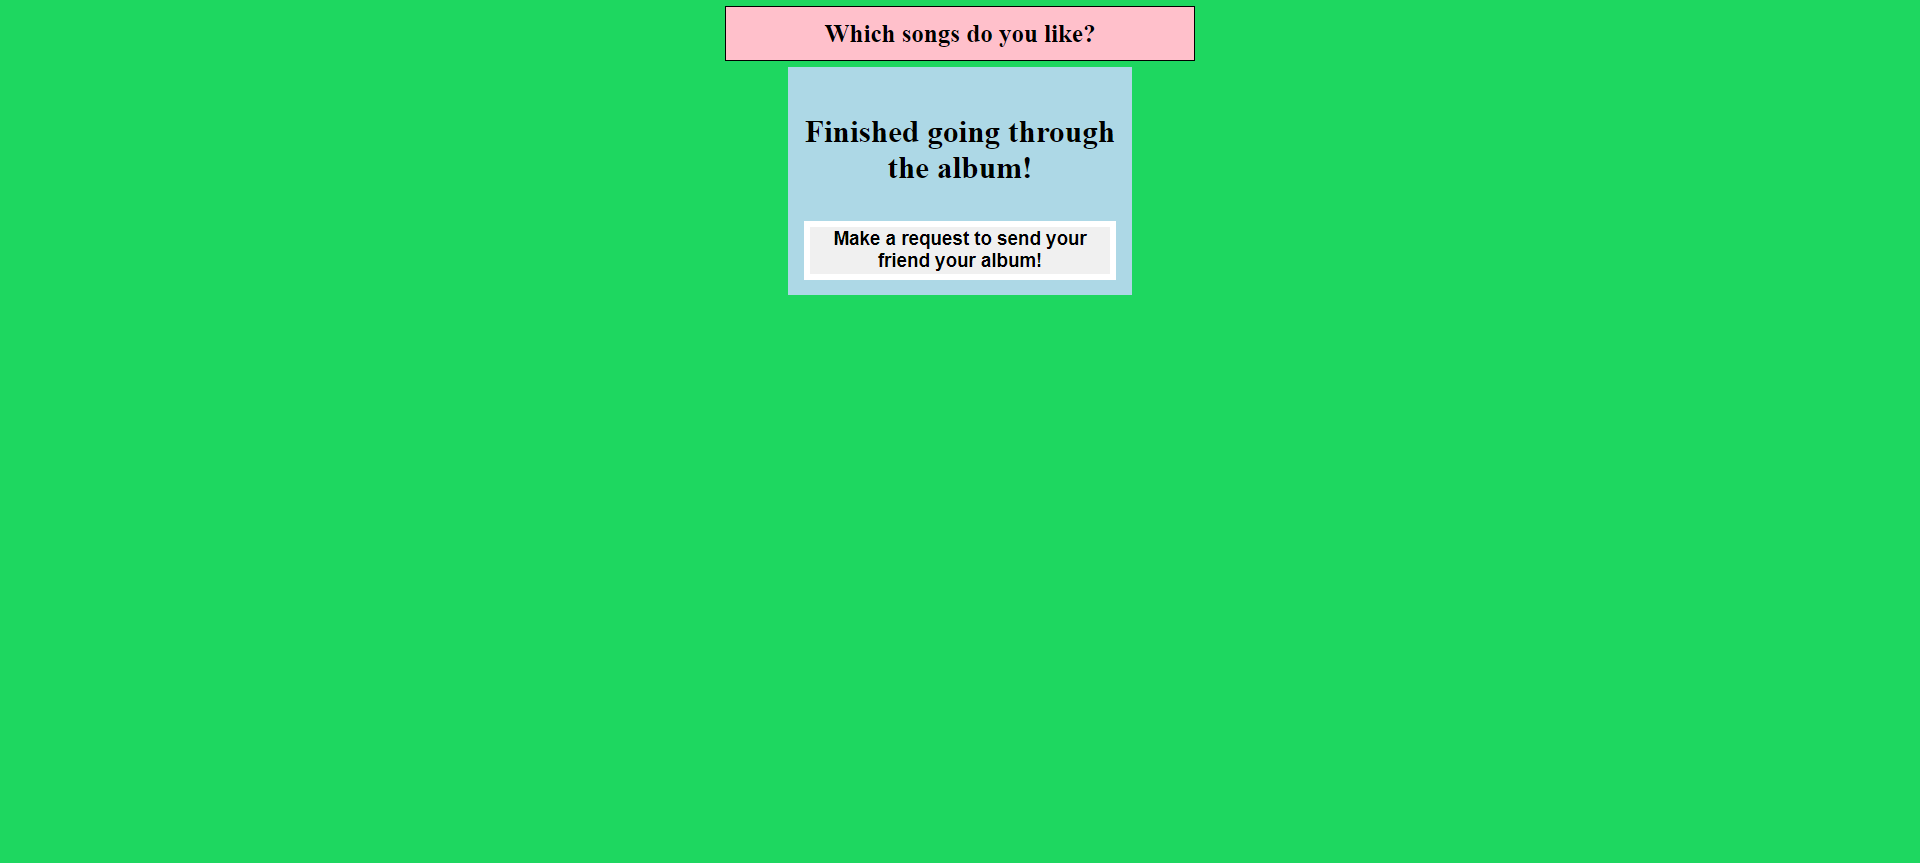 Which songs do you like?
Finished going through
the album!
Make a request to send your
friend your album!